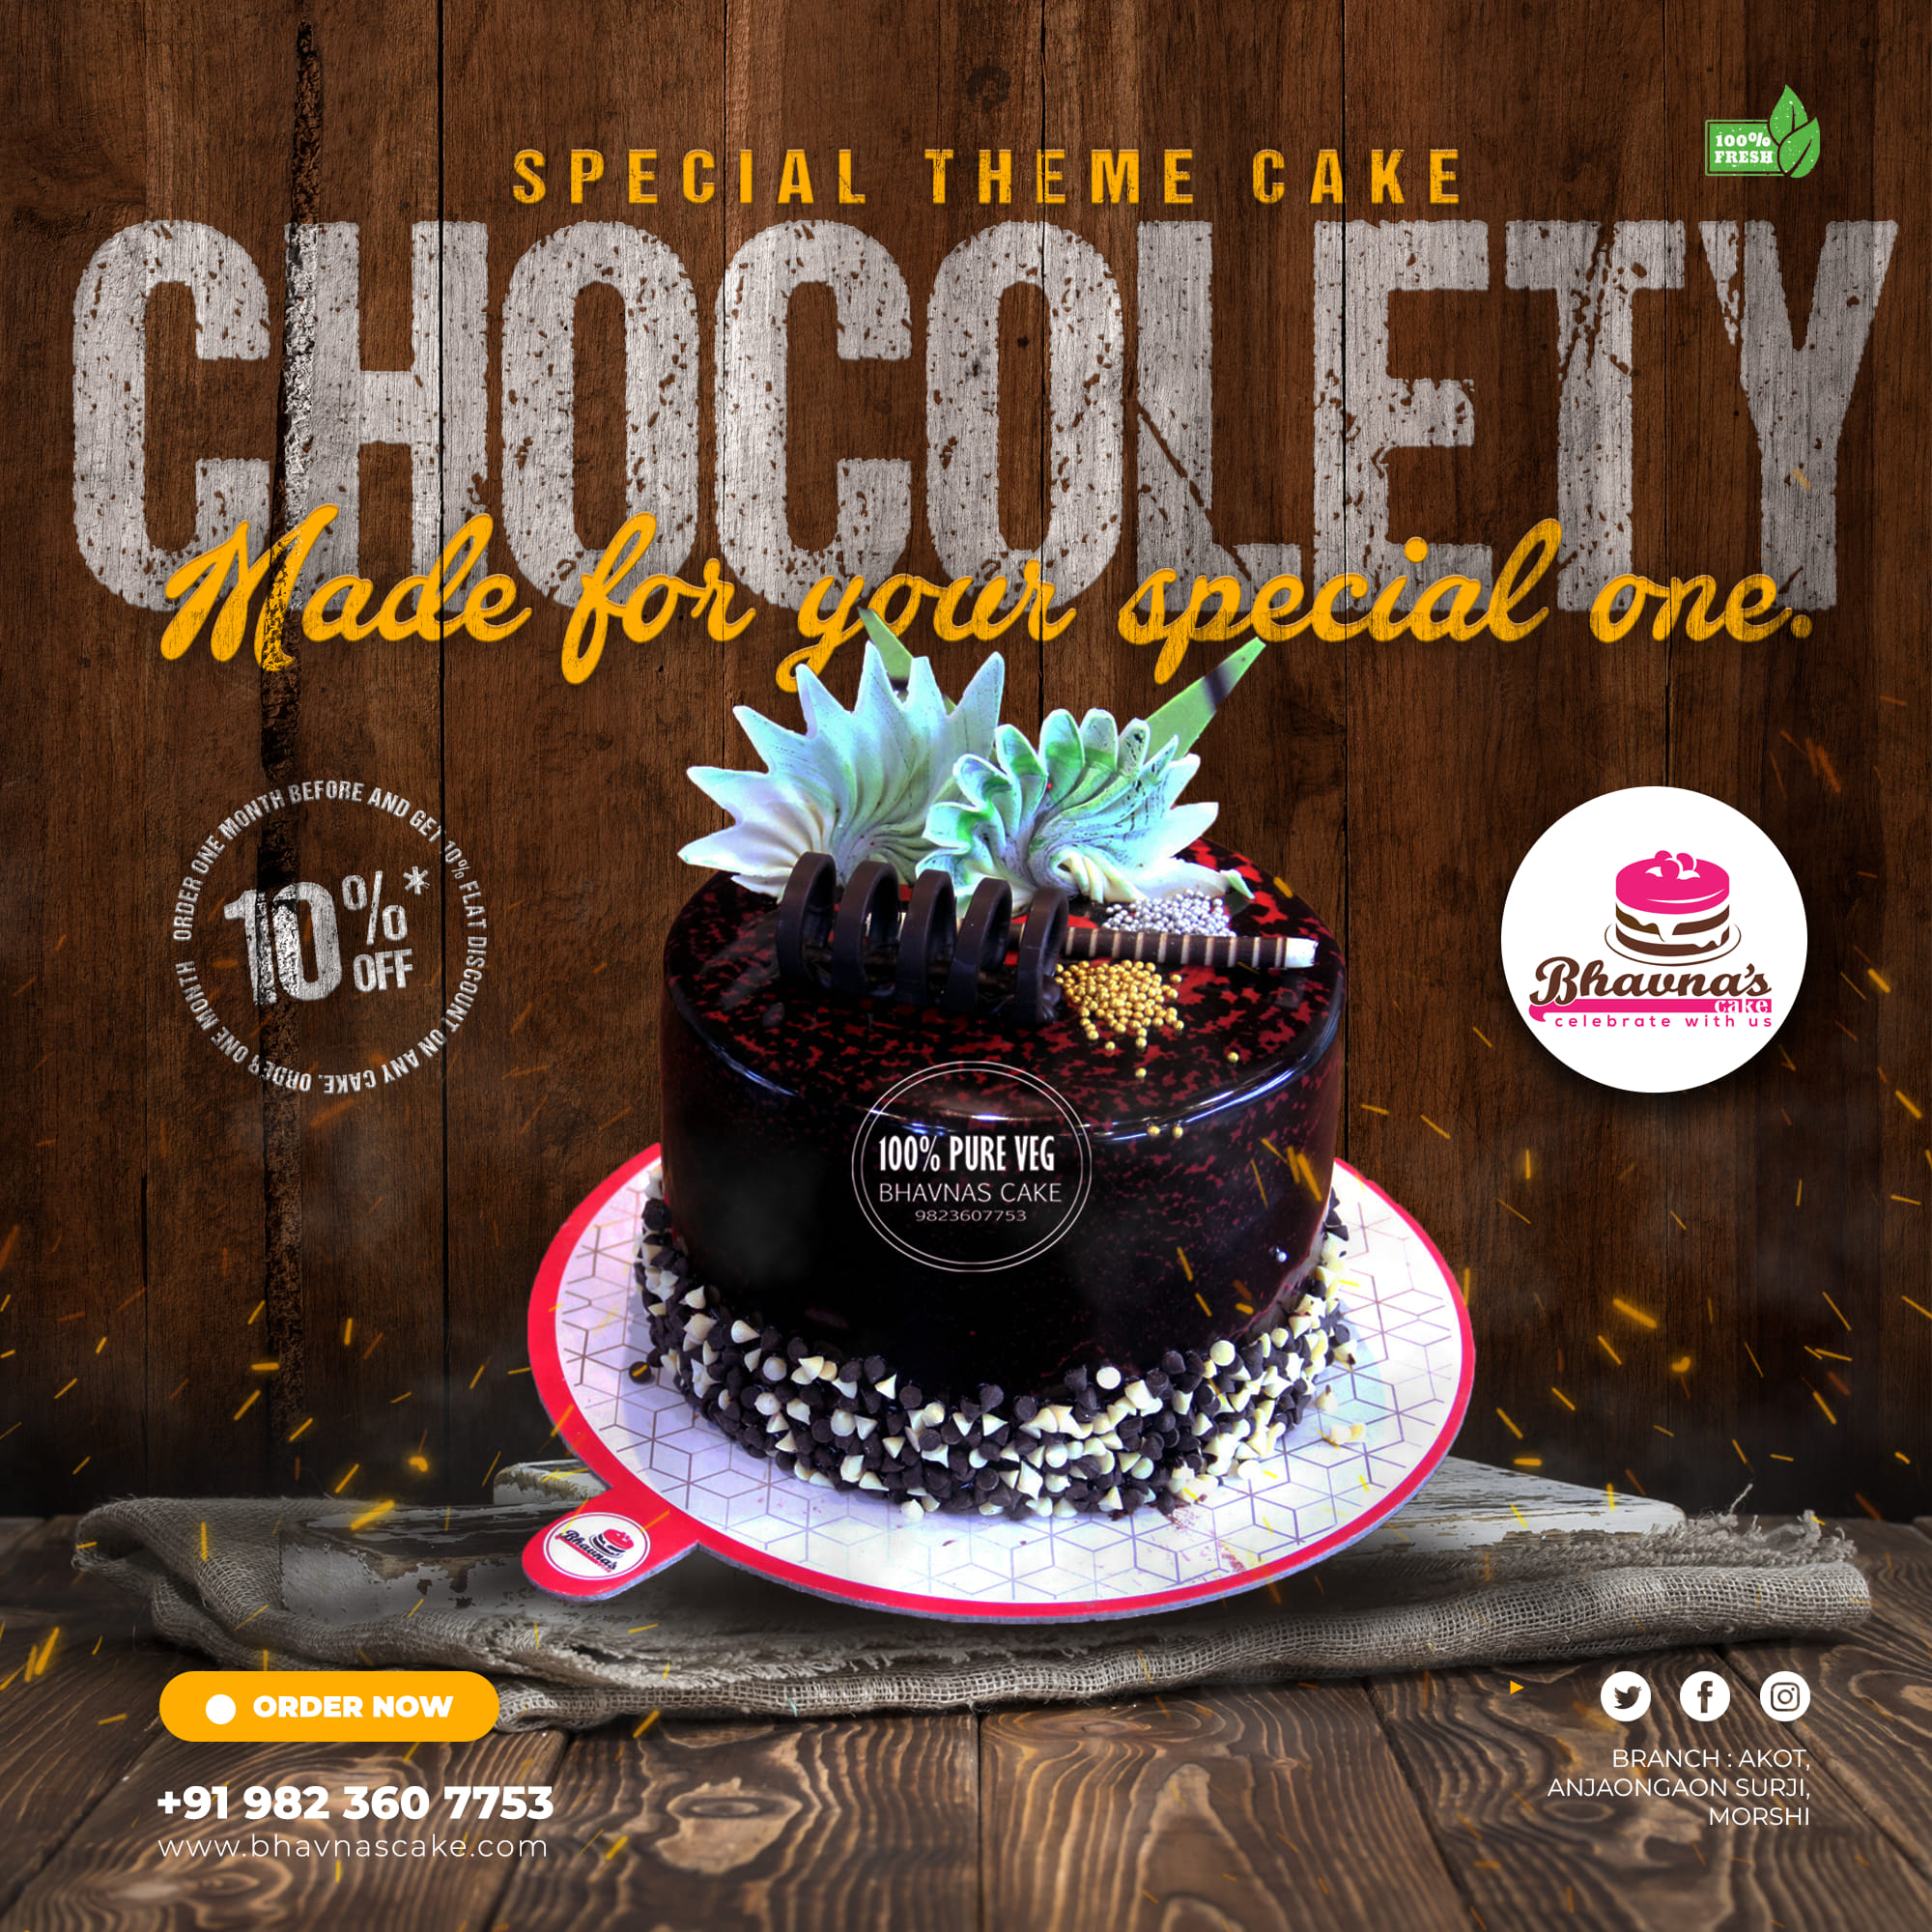 SPECIAL THEME CAKE
100%
FRESH
CHOCOLETY
Made for your special one.
ORDER ONE MONTH BEFORE AND GET 10% FLAT DISCOUNT ON ANY CAKE. ORDER ONE MONTH
10%*
OFF
Bhavna's
cake
celebrate with us
100% PURE VEG
BHAVNAS CAKE
9823607753
Bhavna's
ORDER NOW
+91 982 360 7753
www.bhavnascake.com
BRANCH : AKOT,
ANJAONGAON SURJI,
MORSHI